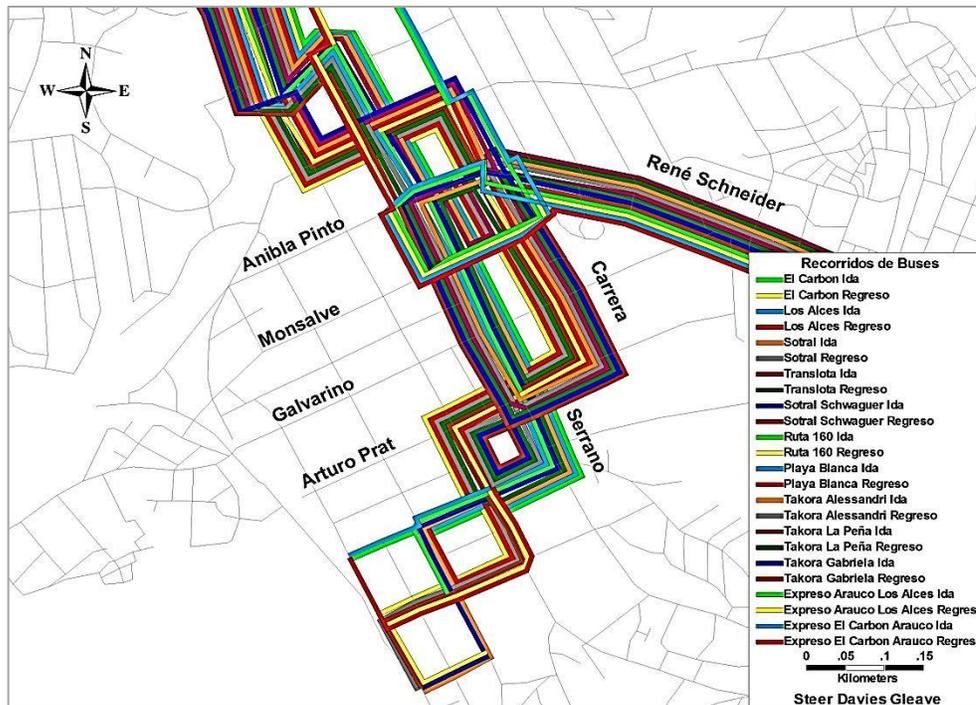 N
W E
S
René Schneider
Anibla Pinto
Monsalve
Galvarino
Arturo Prat
Carrera
Serrano
Recorridos de Buses
El Carbon Ida
El Carbon Regreso
Los Alces Ida
Los Alces Regreso
Sotral Ida
Sotral Regreso
Translota Ida
Translota Regreso
Sotral Schwaguer Ida
Sotral Schwaguer Regreso
Ruta 160 Ida
Ruta 160 Regreso
Playa Blanca Ida
Playa Blanca Regreso
Takora Alessandri Ida
Takora Alessandri Regreso
Takora La Peña Ida
Takora La Peña Regreso
Takora Gabriela Ida
Takora Gabriela Regreso
Expreso Arauco Los Alces Ida
Expreso Arauco Los Alces Regres
Expreso El Carbon Arauco Ida
Expreso El Carbon Arauco Regres
0 .05 .1 .15
Kilometers
Steer Davies Gleave